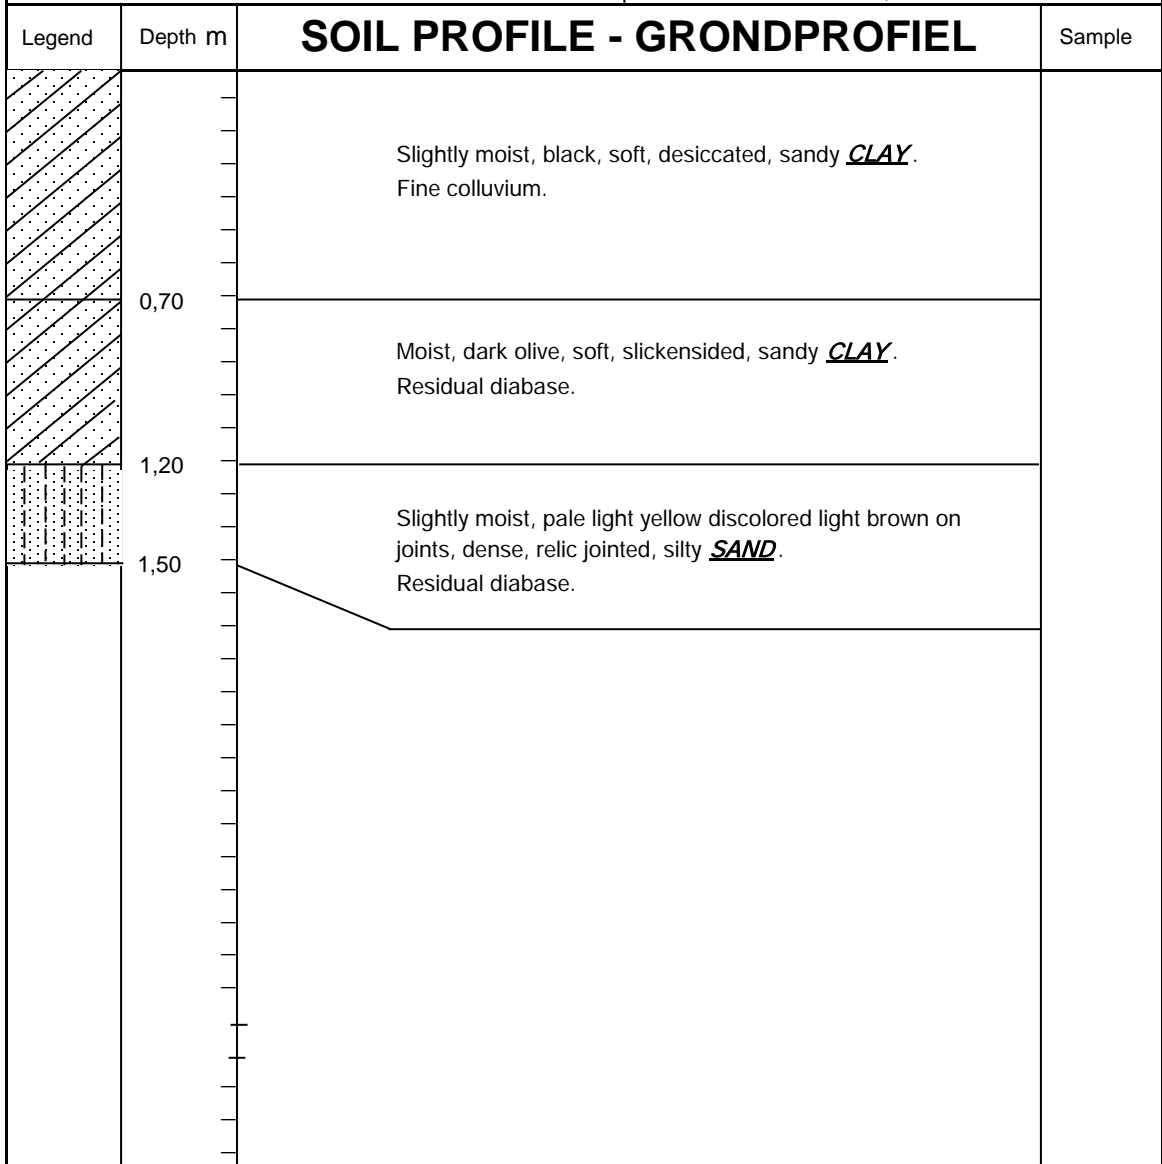 Legend Depth m SOIL PROFILE - GRONDPROFIEL Sample
Slightly moist, black, soft, desiccated, sandy CLAY.
Fine colluvium.
0,70
Moist, dark olive, soft, slickensided, sandy CLAY.
Residual diabase.
1,20
Slightly moist, pale light yellow discolored light brown on
joints, dense, relic jointed, silty SAND.
1,50
Residual diabase.